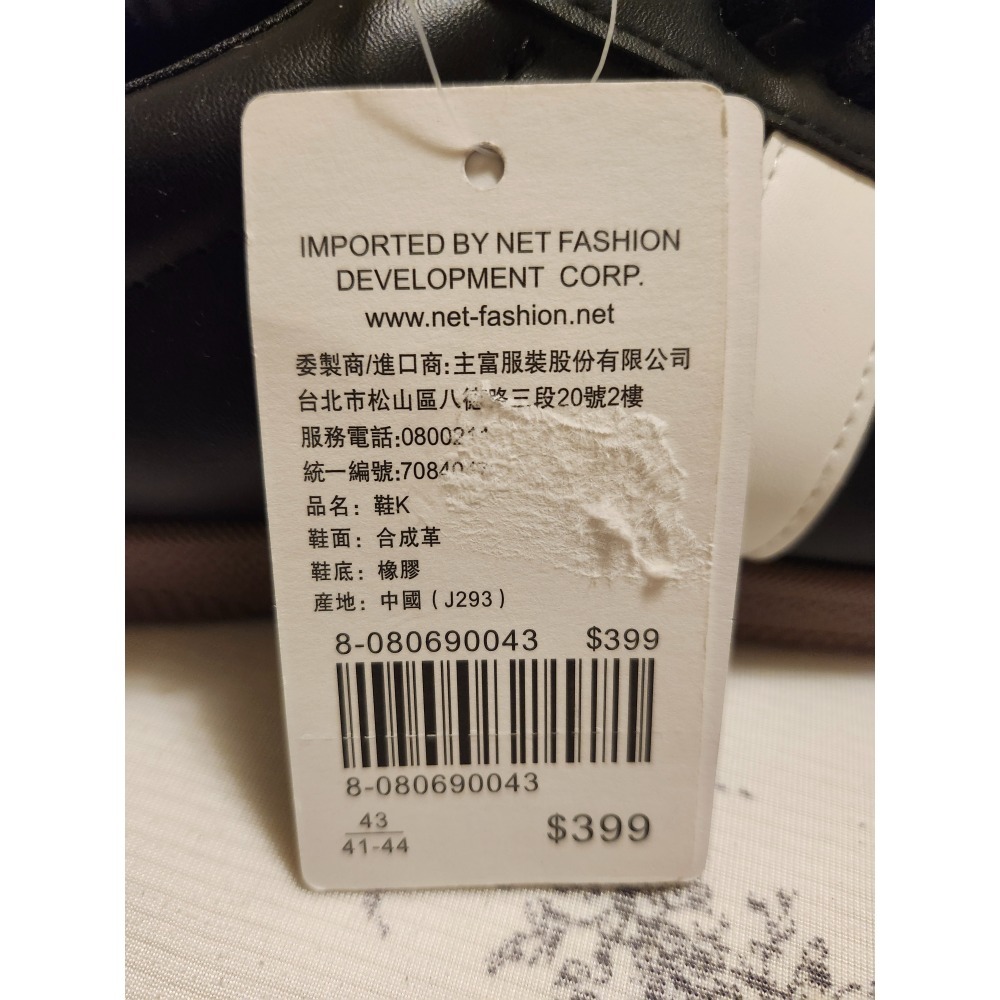 IMPORTED BY NET FASHION
DEVELOPMENT CORP.
www.net-fashion.net
委製商/進口商:主富服裝股份有限公司
台北市松山區八德路三段20號2樓
服務電話:
統一編號:
品名：鞋K
鞋面：合成革
鞋底：橡膠
産地：中國(J293)
8-080690043 $399
8-080690043
43
41-44
$399